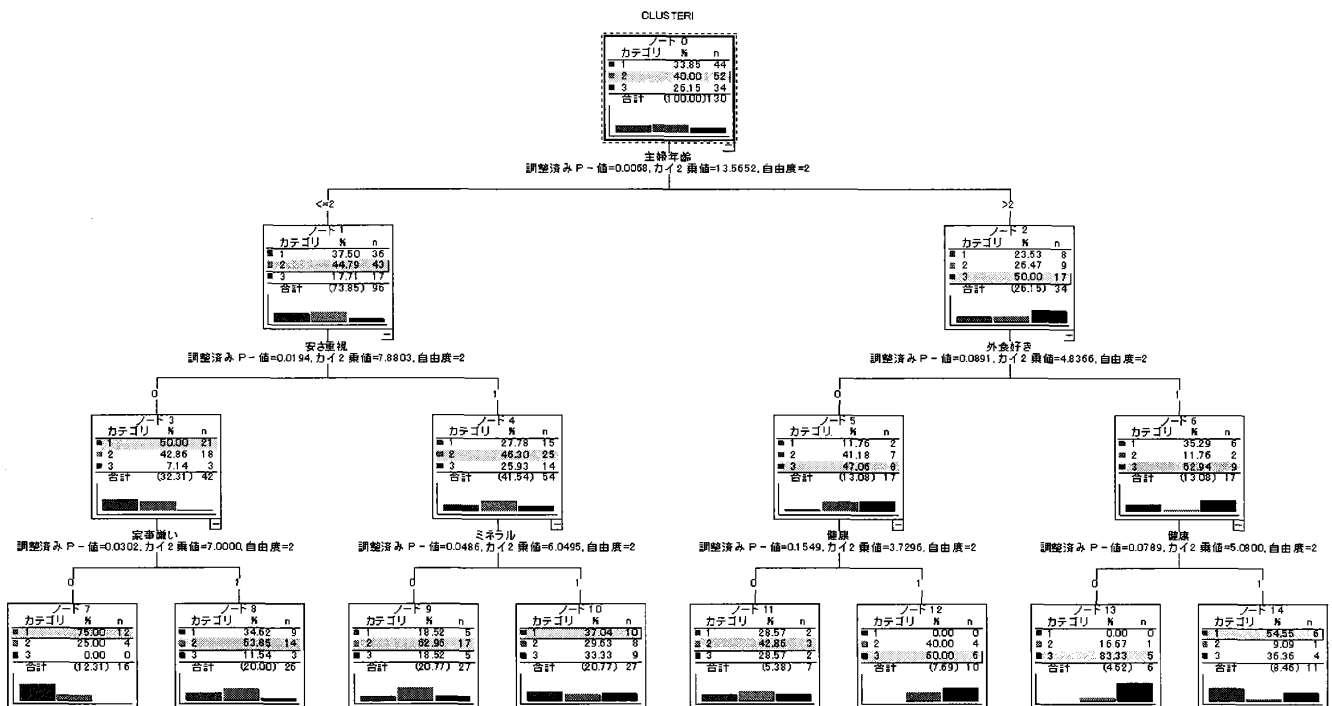 CLUSTERI
ノード 0
カテゴリ % n
1 33.85 44
2 40.00 52
3 26.15 34
合計 (100.00)130
主婦年齢
調整済み P-値=0.0068, カイ2 乗値=13.5652, 自由度=2
<=2
>2
ノード 1
カテゴリ % n
1 37.50 36
2 44.79 43
3 17.71 17
合計 (73.85) 96
ノード 2
カテゴリ % n
1 23.53 8
2 26.47 9
3 50.00 17
合計 (26.15) 34
安さ重視
調整済み P-値=0.0194, カイ2 乗値=7.8803, 自由度=2
外食好き
調整済み P-値=0.0891, カイ2 乗値=4.8366, 自由度=2
0
1
0
1
ノード 3
カテゴリ % n
1 50.00 21
2 42.86 18
3 7.14 3
合計 (32.31) 42
ノード 4
カテゴリ % n
1 27.78 15
2 46.30 25
3 25.93 14
合計 (41.54) 54
ノード 5
カテゴリ % n
1 11.76 2
2 41.18 7
3 47.06 8
合計 (13.08) 17
ノード 6
カテゴリ % n
1 35.29 6
2 11.76 2
3 52.94 9
合計 (13.08) 17
家事嫌い
調整済み P-値=0.0302, カイ2 乗値=7.0000, 自由度=2
ミネラル
調整済み P-値=0.0486, カイ2 乗値=6.0495, 自由度=2
健康
調整済み P-値=0.1549, カイ2 乗値=3.7296, 自由度=2
健康
調整済み P-値=0.0789, カイ2 乗値=5.0800, 自由度=2
0
1
0
1
0
1
0
1
ノード 7
カテゴリ % n
1 75.00 12
2 25.00 4
3 0.00 0
合計 (12.31) 16
ノード 8
カテゴリ % n
1 34.62 9
2 53.85 14
3 11.54 3
合計 (20.00) 26
ノード 9
カテゴリ % n
1 18.52 5
2 62.96 17
3 18.52 5
合計 (20.77) 27
ノード 10
カテゴリ % n
1 37.04 10
2 29.63 8
3 33.33 9
合計 (20.77) 27
ノード 11
カテゴリ % n
1 28.57 2
2 42.86 3
3 28.57 2
合計 (5.38) 7
ノード 12
カテゴリ % n
1 0.00 0
2 40.00 4
3 60.00 6
合計 (7.69) 10
ノード 13
カテゴリ % n
1 0.00 0
2 16.67 1
3 83.33 5
合計 (4.62) 6
ノード 14
カテゴリ % n
1 54.55 6
2 9.09 1
3 36.36 4
合計 (8.46) 11